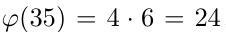 φ(35) = 4 · 6 = 24